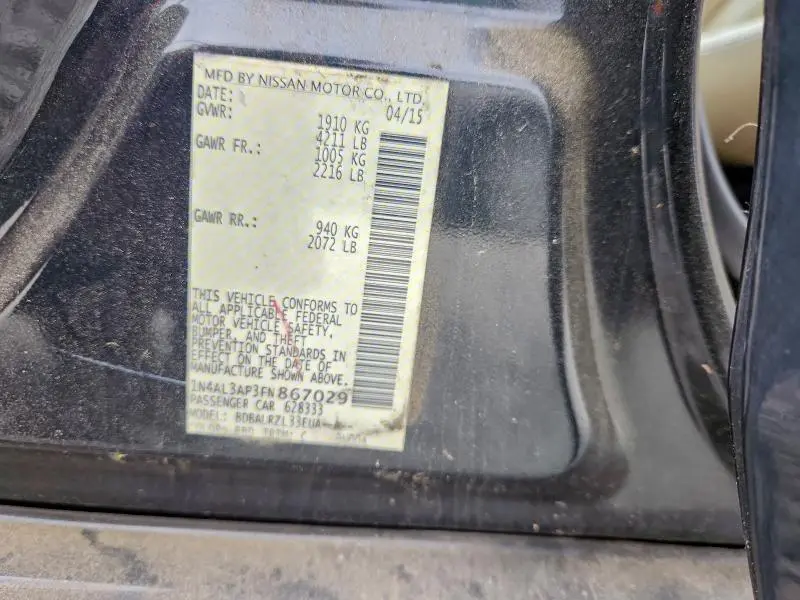 MFD BY NISSAN MOTOR CO., LTD.
DATE: 04/15
GVWR: 1910 KG
4211 LB
GAWR FR.: 1005 KG
2216 LB
GAWR RR.: 940 KG
2072 LB
THIS VEHICLE CONFORMS TO
ALL APPLICABLE FEDERAL
MOTOR VEHICLE SAFETY,
BUMPER, AND THEFT
PREVENTION STANDARDS IN
EFFECT ON THE DATE OF
MANUFACTURE SHOWN ABOVE.
1N4AL3AP3FN867029
PASSENGER CAR 628333
MODEL: BDBALRZL33EUA